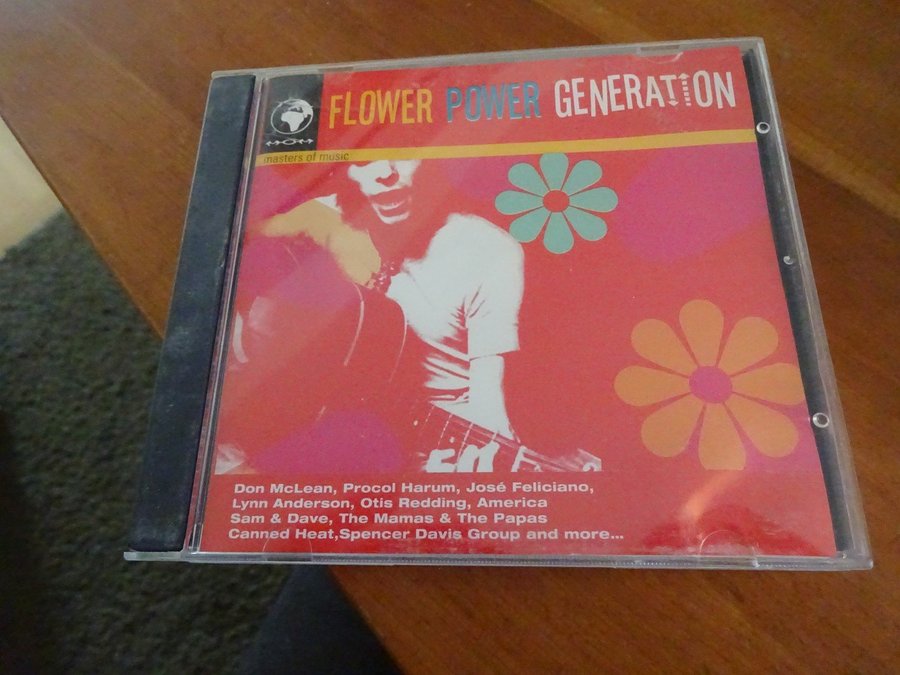 FLOWER POWER GENERATION
masters of music
Don McLean, Procol Harum, José Feliciano,
Lynn Anderson, Otis Redding, America
Sam & Dave, The Mamas & The Papas
Canned Heat,Spencer Davis Group and more...